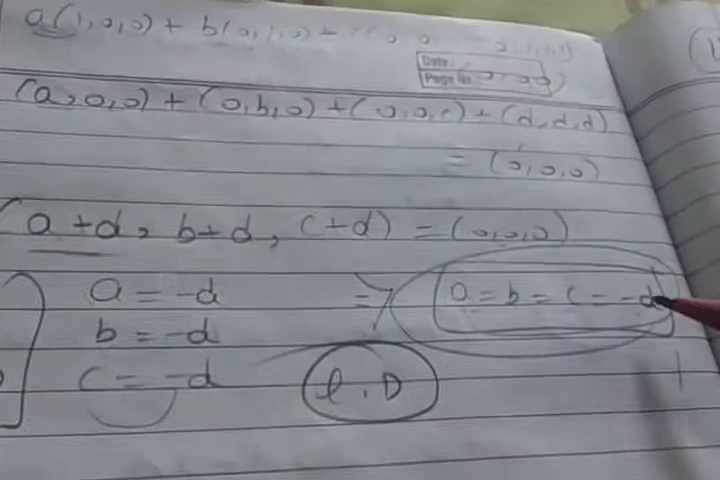 a(1,0,0) + b(0,1,0) +
Date :
Page No.
(a,0,0) + (0,b,0) + (0,0,c) + (d,d,d)
= (0,0,0)
(a+d, b+d, c+d) = (0,0,0)
a = -d ⇒ a = b = c = -d
b = -d
c = -d l.D